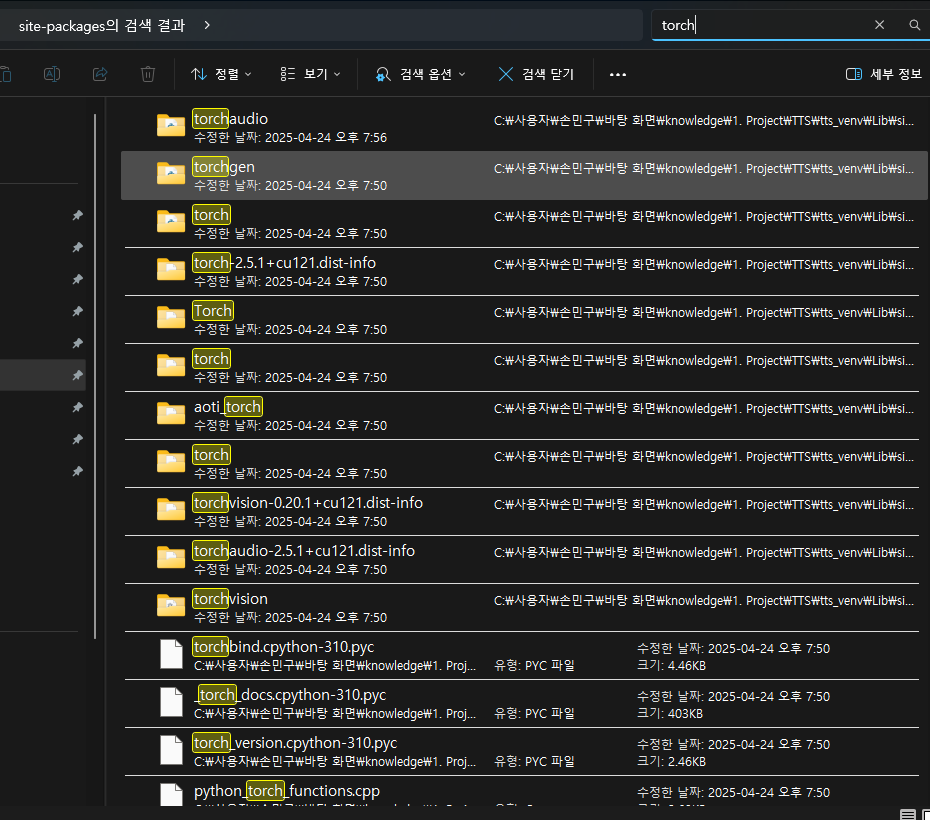 site-packages의 검색 결과 >
torch
정렬
보기
검색 옵션
검색 닫기
세부 정보
torchaudio
C:₩사용자₩손민구₩바탕 화면₩knowledge₩1. Project₩TTS₩tts_venv₩Lib₩si...
수정한 날짜: 2025-04-24 오후 7:56
torchgen
C:₩사용자₩손민구₩바탕 화면₩knowledge₩1. Project₩TTS₩tts_venv₩Lib₩si...
수정한 날짜: 2025-04-24 오후 7:50
torch
C:₩사용자₩손민구₩바탕 화면₩knowledge₩1. Project₩TTS₩tts_venv₩Lib₩si...
수정한 날짜: 2025-04-24 오후 7:50
torch-2.5.1+cu121.dist-info
C:₩사용자₩손민구₩바탕 화면₩knowledge₩1. Project₩TTS₩tts_venv₩Lib₩si...
수정한 날짜: 2025-04-24 오후 7:50
Torch
C:₩사용자₩손민구₩바탕 화면₩knowledge₩1. Project₩TTS₩tts_venv₩Lib₩si...
수정한 날짜: 2025-04-24 오후 7:50
torch
C:₩사용자₩손민구₩바탕 화면₩knowledge₩1. Project₩TTS₩tts_venv₩Lib₩si...
수정한 날짜: 2025-04-24 오후 7:50
aoti_torch
C:₩사용자₩손민구₩바탕 화면₩knowledge₩1. Project₩TTS₩tts_venv₩Lib₩si...
수정한 날짜: 2025-04-24 오후 7:50
torch
C:₩사용자₩손민구₩바탕 화면₩knowledge₩1. Project₩TTS₩tts_venv₩Lib₩si...
수정한 날짜: 2025-04-24 오후 7:50
torchvision-0.20.1+cu121.dist-info
C:₩사용자₩손민구₩바탕 화면₩knowledge₩1. Project₩TTS₩tts_venv₩Lib₩si...
수정한 날짜: 2025-04-24 오후 7:50
torchaudio-2.5.1+cu121.dist-info
C:₩사용자₩손민구₩바탕 화면₩knowledge₩1. Project₩TTS₩tts_venv₩Lib₩si...
수정한 날짜: 2025-04-24 오후 7:50
torchvision
C:₩사용자₩손민구₩바탕 화면₩knowledge₩1. Project₩TTS₩tts_venv₩Lib₩si...
수정한 날짜: 2025-04-24 오후 7:50
torchbind.cpython-310.pyc
수정한 날짜: 2025-04-24 오후 7:50
C:₩사용자₩손민구₩바탕 화면₩knowledge₩1. Proj... 유형: PYC 파일 크기: 4.46KB
_torch_docs.cpython-310.pyc
수정한 날짜: 2025-04-24 오후 7:50
C:₩사용자₩손민구₩바탕 화면₩knowledge₩1. Proj... 유형: PYC 파일 크기: 403KB
torch_version.cpython-310.pyc
수정한 날짜: 2025-04-24 오후 7:50
C:₩사용자₩손민구₩바탕 화면₩knowledge₩1. Proj... 유형: PYC 파일 크기: 2.46KB
python_torch_functions.cpp
수정한 날짜: 2025-04-24 오후 7:50